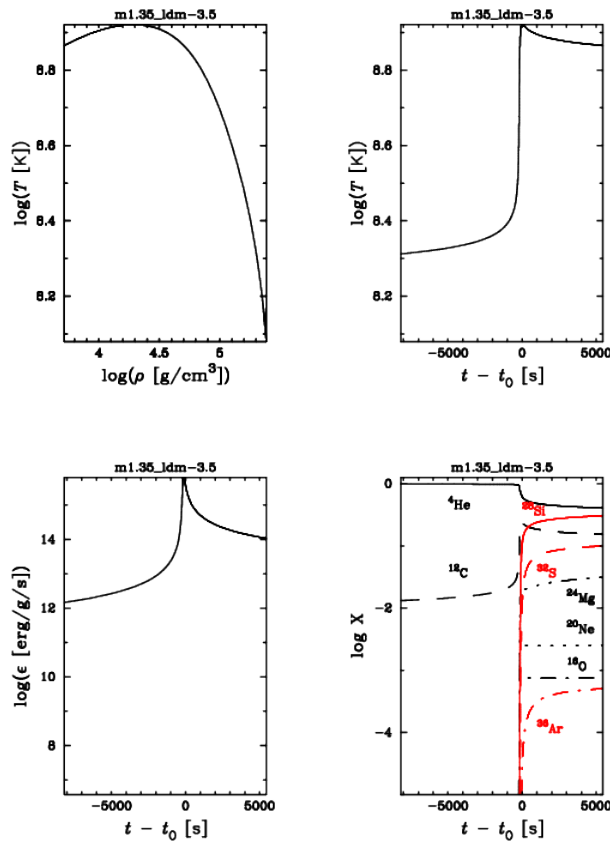 m1.35_ldm-3.5
m1.35_ldm-3.5
log(T [K])
8.8
8.6
8.4
8.2
4
4.5
5
log(ρ [g/cm³])
log(T [K])
8.8
8.6
8.4
8.2
-5000
0
5000
t − t₀ [s]
m1.35_ldm-3.5
m1.35_ldm-3.5
log(ϵ [erg/g/s])
14
12
10
8
-5000
0
5000
t − t₀ [s]
log X
0
-2
-4
⁴He
²⁸Si
¹²C
³²S
²⁴Mg
²⁰Ne
¹⁶O
³⁶Ar
-5000
0
5000
t − t₀ [s]